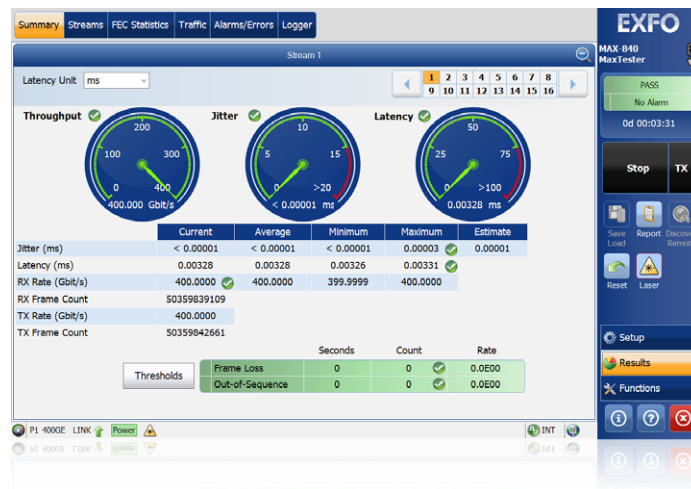 Summary Streams FEC Statistics Traffic Alarms/Errors Logger
EXFO
MAX-840
MaxTester
Stream 1
Latency Unit ms
1 2 3 4 5 6 7 8
9 10 11 12 13 14 15 16
PASS
No Alarm
0d 00:03:31
Throughput
0 100 200 300 400
400.000 Gbit/s
Jitter
0 5 10 15 >20
< 0.00001 ms
Latency
0 25 50 75 >100
0.00328 ms
Stop TX
Save
Load
Report
Discov
Remot
Reset Laser
Current Average Minimum Maximum Estimate
Jitter (ms) < 0.00001 < 0.00001 < 0.00001 0.00003 0.00001
Latency (ms) 0.00328 0.00328 0.00326 0.00331
RX Rate (Gbit/s) 400.0000 400.0000 399.9999 400.0000
RX Frame Count 50359839109
TX Rate (Gbit/s) 400.0000
TX Frame Count 50359842661
Seconds Count Rate
Thresholds
Frame Loss 0 0 0.0E00
Out-of-Sequence 0 0 0.0E00
Setup
Results
Functions
P1 400GE LINK Power INT